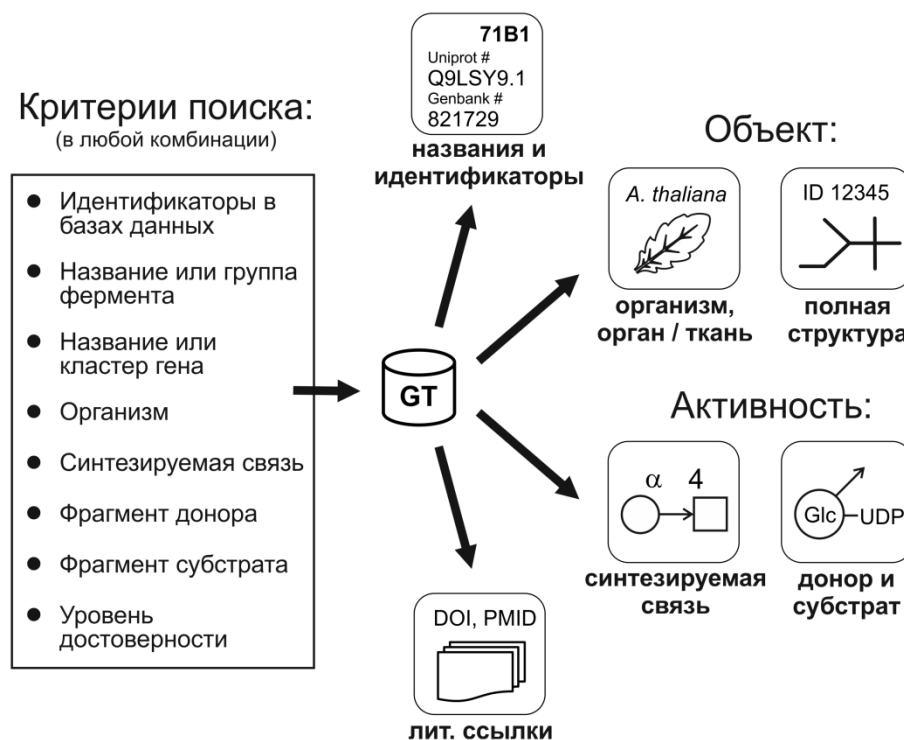 Критерии поиска:
(в любой комбинации)
Идентификаторы в
базах данных
Название или группа
фермента
Название или
кластер гена
Организм
Синтезируемая связь
Фрагмент донора
Фрагмент субстрата
Уровень
достоверности
GT
71B1
Uniprot #
Q9LSY9.1
Genbank #
821729
названия и
идентификаторы
Объект:
A. thaliana
организм,
орган / ткань
ID 12345
полная
структура
Активность:
α 4
синтезируемая
связь
Glc UDP
донор и
субстрат
DOI, PMID
лит. ссылки